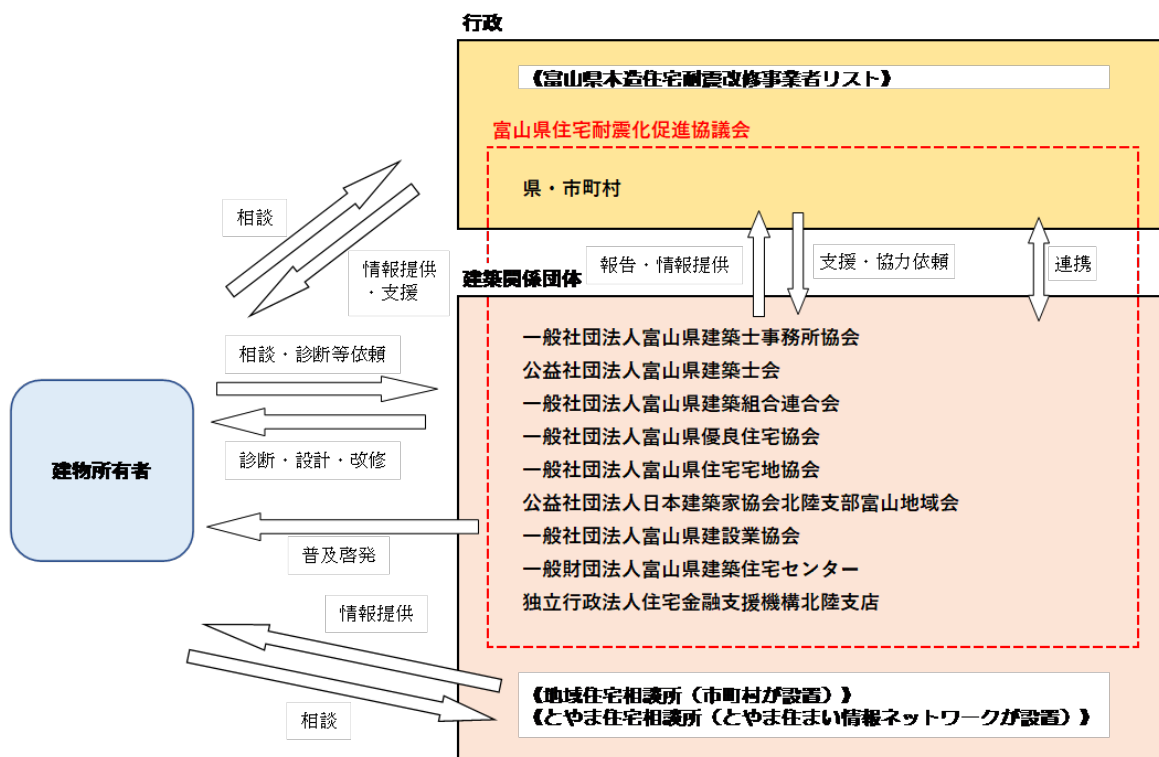 行政
《富山県木造住宅耐震改修事業者リスト》
富山県住宅耐震化促進協議会
県・市町村
相談
情報提供
・支援
報告・情報提供
支援・協力依頼
連携
建築関係団体
一般社団法人富山県建築士事務所協会
公益社団法人富山県建築士会
一般社団法人富山県建築組合連合会
一般社団法人富山県優良住宅協会
一般社団法人富山県住宅宅地協会
公益社団法人日本建築家協会北陸支部富山地域会
一般社団法人富山県建設業協会
一般財団法人富山県建築住宅センター
独立行政法人住宅金融支援機構北陸支店
相談・診断等依頼
診断・設計・改修
建物所有者
普及啓発
情報提供
相談
《地域住宅相談所（市町村が設置）》
《とやま住宅相談所（とやま住まい情報ネットワークが設置）》